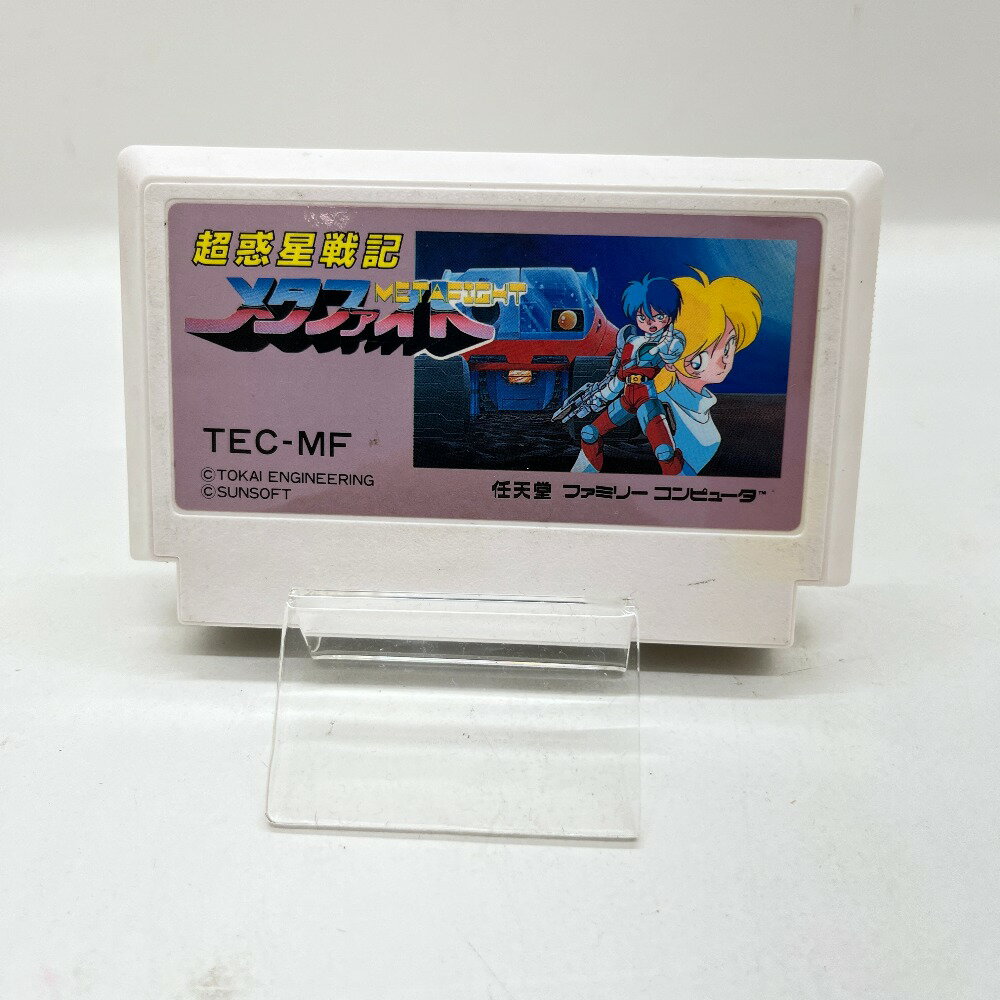 超惑星戦記
メタファイト
METAFIGHT
TEC-MF
©TOKAI ENGINEERING
©SUNSOFT
任天堂 ファミリー コンピュータ™